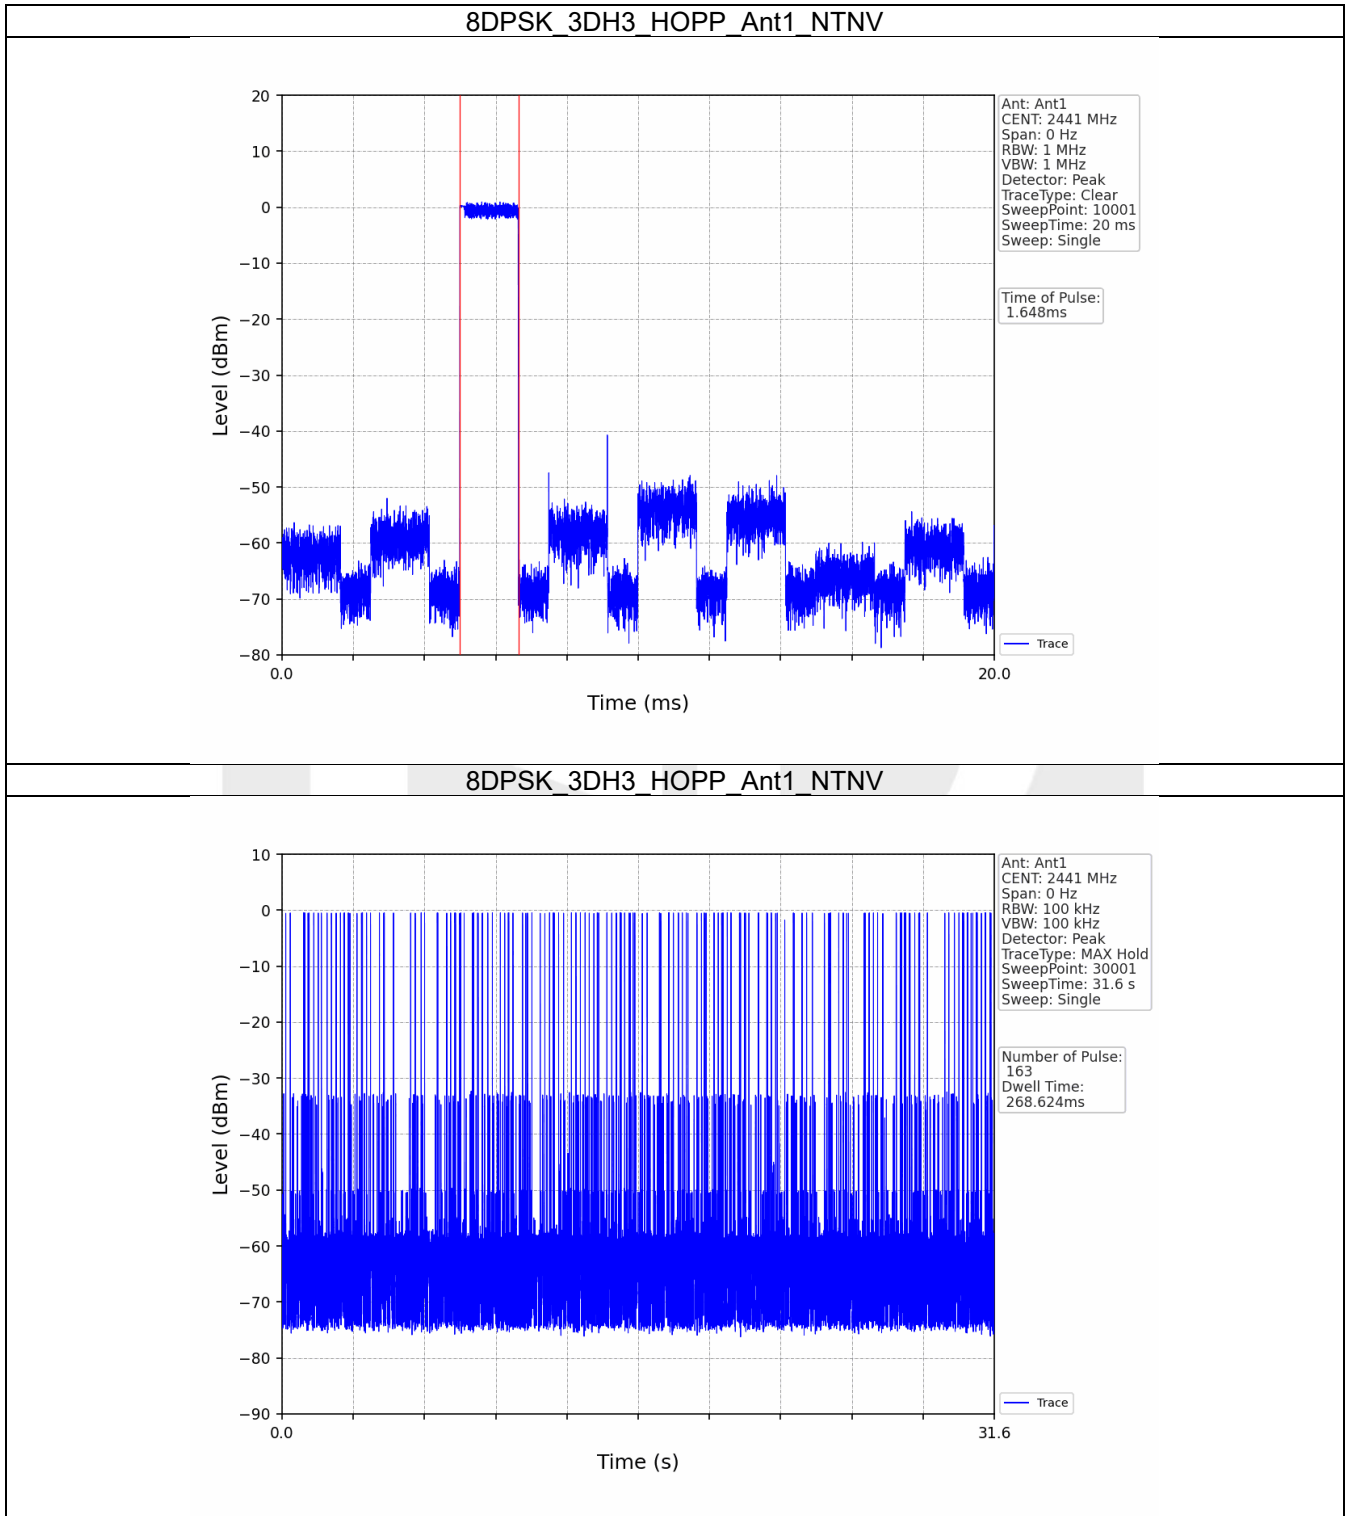 8DPSK_3DH3_HOPP_Ant1_NTNV
20
10
0
−10
−20
−30
−40
−50
−60
−70
−80
Level (dBm)
0.0
20.0
Time (ms)
Ant: Ant1
CENT: 2441 MHz
Span: 0 Hz
RBW: 1 MHz
VBW: 1 MHz
Detector: Peak
TraceType: Clear
SweepPoint: 10001
SweepTime: 20 ms
Sweep: Single
Time of Pulse:
1.648ms
Trace
8DPSK_3DH3_HOPP_Ant1_NTNV
10
0
−10
−20
−30
−40
−50
−60
−70
−80
−90
Level (dBm)
0.0
31.6
Time (s)
Ant: Ant1
CENT: 2441 MHz
Span: 0 Hz
RBW: 100 kHz
VBW: 100 kHz
Detector: Peak
TraceType: MAX Hold
SweepPoint: 30001
SweepTime: 31.6 s
Sweep: Single
Number of Pulse:
163
Dwell Time:
268.624ms
Trace